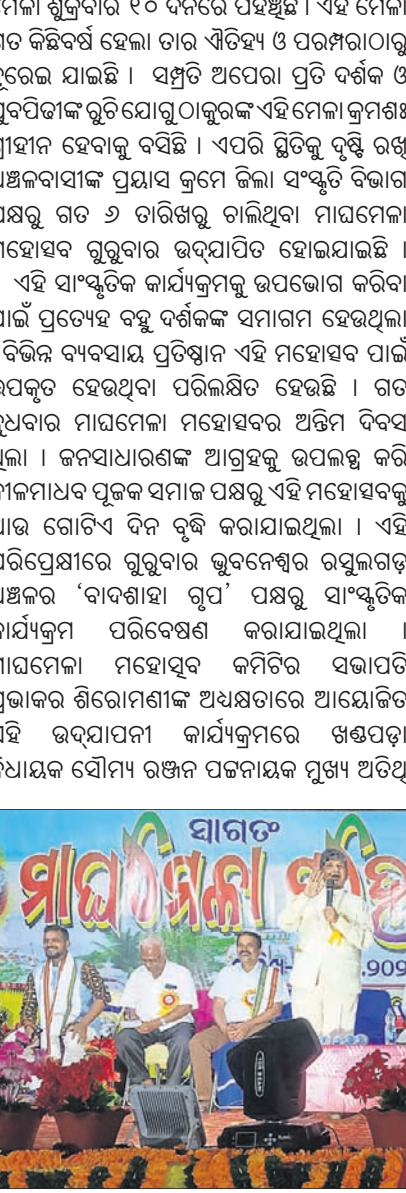 ମେଳା ଶୁକ୍ରବାର ୧୦ ଦିନରେ ପହଞ୍ଚିଛି । ଏହି ମେଳା
ଗତ କିଛିବର୍ଷ ହେଲା ତାର ଐତିହ୍ୟ ଓ ପରମ୍ପରାଠାରୁ
ଦୂରେଇ ଯାଇଛି । ସମ୍ପ୍ରତି ଅପେରା ପ୍ରତି ଦର୍ଶକ ଓ
ଯୁବପିଢୀଙ୍କ ରୁଚି ଯୋଗୁ ଠାକୁରଙ୍କ ଏହି ମେଳା କ୍ରମଶଃ
ଶ୍ରୀହୀନ ହେବାକୁ ବସିଛି । ଏପରି ସ୍ଥିତିକୁ ଦୃଷ୍ଟି ରଖି
ଅଞ୍ଚଳବାସୀଙ୍କ ପ୍ରୟାସ କ୍ରମେ ଜିଲା ସଂସ୍କୃତି ବିଭାଗ
ପକ୍ଷରୁ ଗତ ୬ ତାରିଖରୁ ଚାଲିଥିବା ମାଘମେଳା
ମହୋତ୍ସବ ଗୁରୁବାର ଉଦ୍‌ଯାପିତ ହୋଇଯାଇଛି ।
ଏହି ସାଂସ୍କୃତିକ କାର୍ଯ୍ୟକ୍ରମକୁ ଉପଭୋଗ କରିବା
ପାଇଁ ପ୍ରତ୍ୟେହ ବହୁ ଦର୍ଶକଙ୍କ ସମାଗମ ହେଉଥିଲା
ବିଭିନ୍ନ ବ୍ୟବସାୟ ପ୍ରତିଷ୍ଠାନ ଏହି ମହୋତ୍ସବ ପାଇଁ
ଉପକୃତ ହେଉଥିବା ପରିଲକ୍ଷିତ ହେଉଛି । ଗତ
ବୁଧବାର ମାଘମେଳା ମହୋତ୍ସବର ଅନ୍ତିମ ଦିବସ
ଥିଲା । ଜନସାଧାରଣଙ୍କ ଆଗ୍ରହକୁ ଉପଲବ୍ଧି କରି
ନୀଳମାଧବ ପୂଜକ ସମାଜ ପକ୍ଷରୁ ଏହି ମହୋତ୍ସବକୁ
ଆଉ ଗୋଟିଏ ଦିନ ବୃଦ୍ଧି କରାଯାଇଥିଲା । ଏହି
ପରିପ୍ରେକ୍ଷୀରେ ଗୁରୁବାର ଭୁବନେଶ୍ୱର ରସୁଲଗଡ଼
ଅଞ୍ଚଳର 'ବାଦଶାହା ଗୃପ' ପକ୍ଷରୁ ସାଂସ୍କୃତିକ
କାର୍ଯ୍ୟକ୍ରମ ପରିବେଷଣ କରାଯାଇଥିଲା ।
ମାଘମେଳା ମହୋତ୍ସବ କମିଟିର ସଭାପତି
ପ୍ରଭାକର ଶିରୋମଣୀଙ୍କ ଅଧ୍ୟକ୍ଷତାରେ ଆୟୋଜିତ
ଏହି ଉଦ୍‌ଯାପନୀ କାର୍ଯ୍ୟକ୍ରମରେ ଖଣ୍ଡପଡ଼ା
ବିଧାୟକ ସୌମ୍ୟ ରଞ୍ଜନ ପଟ୍ଟନାୟକ ମୁଖ୍ୟ ଅତିଥି
ସ୍ୱାଗତଂ
ମାଘମେଳା